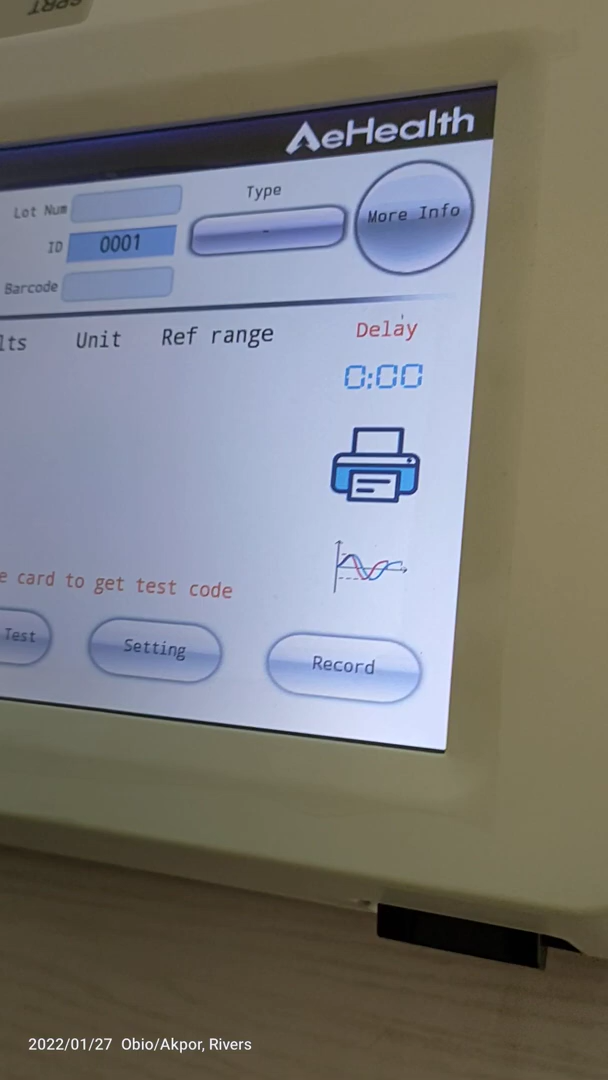 AeHealth
Lot Num
Type
More Info
ID 0001
-
Barcode
lts Unit Ref range Delay
0:00
e card to get test code
Test Setting Record
2022/01/27 Obio/Akpor, Rivers